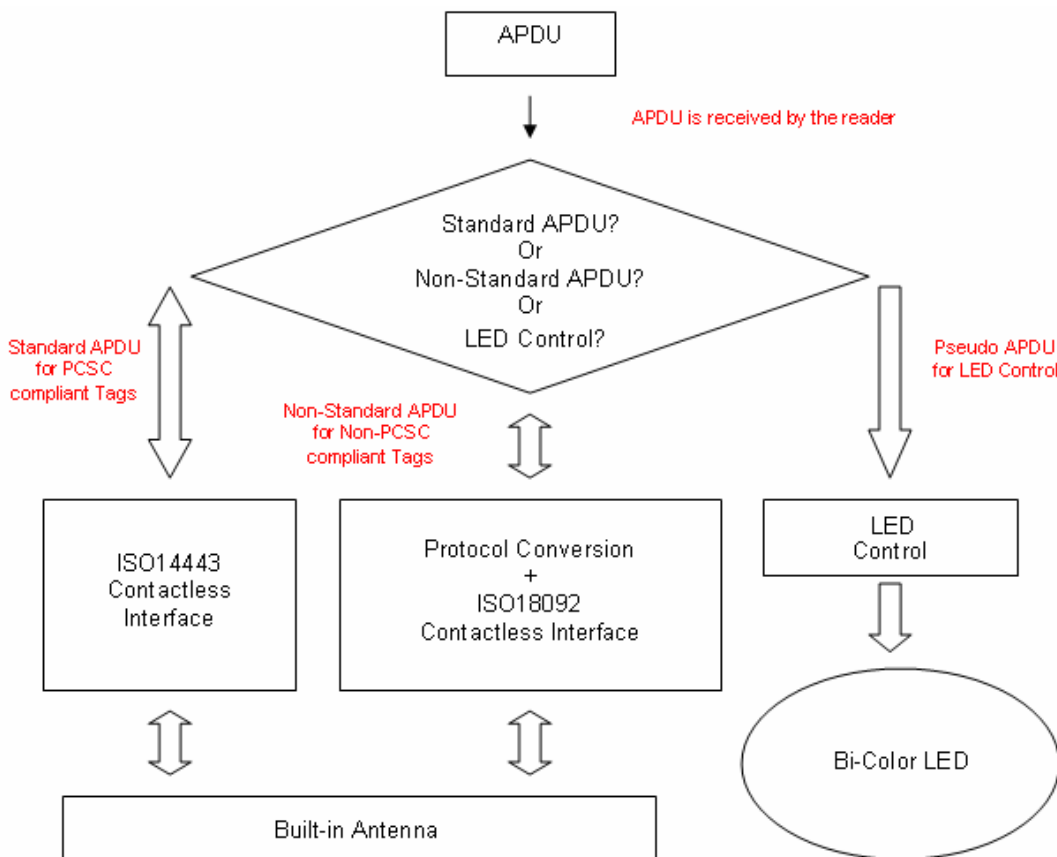 APDU
APDU is received by the reader
Standard APDU?
Or
Non-Standard APDU?
Or
LED Control?
Standard APDU
for PCSC
compliant Tags
Non-Standard APDU
for Non-PCSC
compliant Tags
Pseudo APDU
for LED Control
ISO14443
Contactless
Interface
Protocol Conversion
+
ISO18092
Contactless Interface
LED
Control
Bi-Color LED
Built-in Antenna